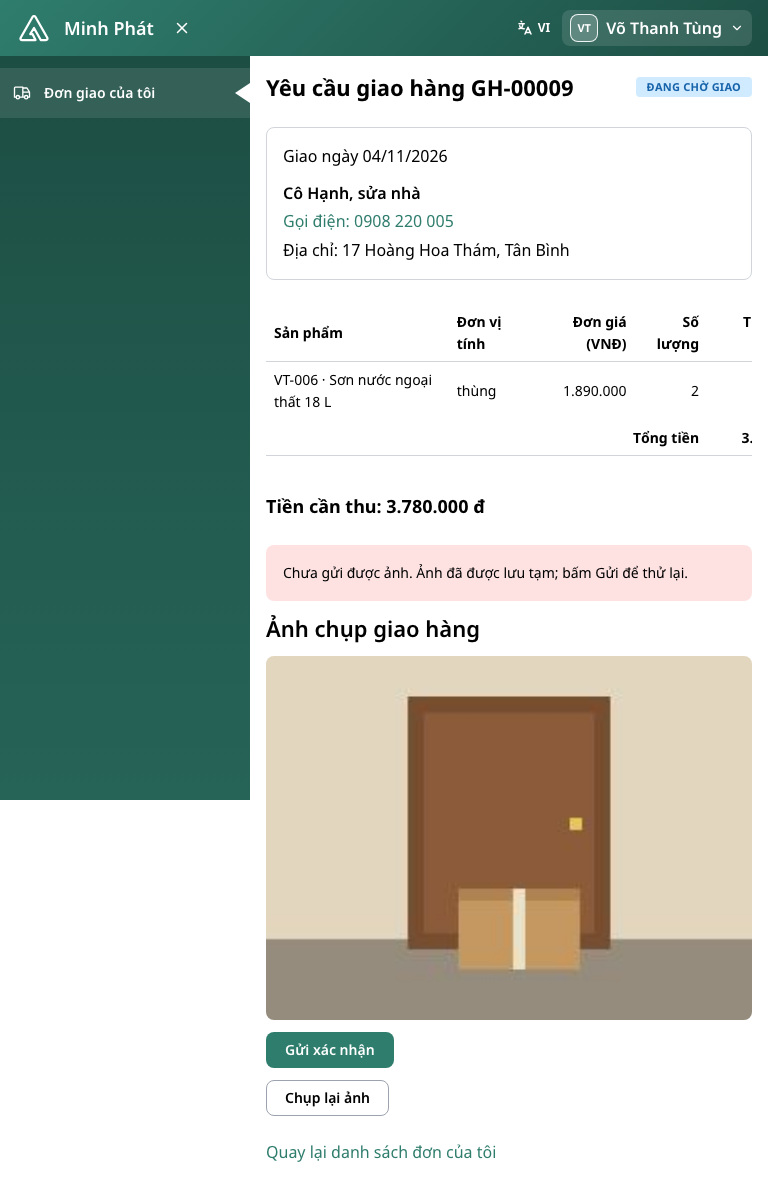 Minh Phát
VI
VT
Võ Thanh Tùng
Đơn giao của tôi
Yêu cầu giao hàng GH-00009
ĐANG CHỜ GIAO
Giao ngày 04/11/2026
Cô Hạnh, sửa nhà
Gọi điện: 0908 220 005
Địa chỉ: 17 Hoàng Hoa Thám, Tân Bình
Sản phẩm
Đơn vị
tính
Đơn giá
(VNĐ)
Số
lượng
T
VT-006 · Sơn nước ngoại
thất 18 L
thùng
1.890.000
2
Tổng tiền
3.
Tiền cần thu: 3.780.000 đ
Chưa gửi được ảnh. Ảnh đã được lưu tạm; bấm Gửi để thử lại.
Ảnh chụp giao hàng
Gửi xác nhận
Chụp lại ảnh
Quay lại danh sách đơn của tôi